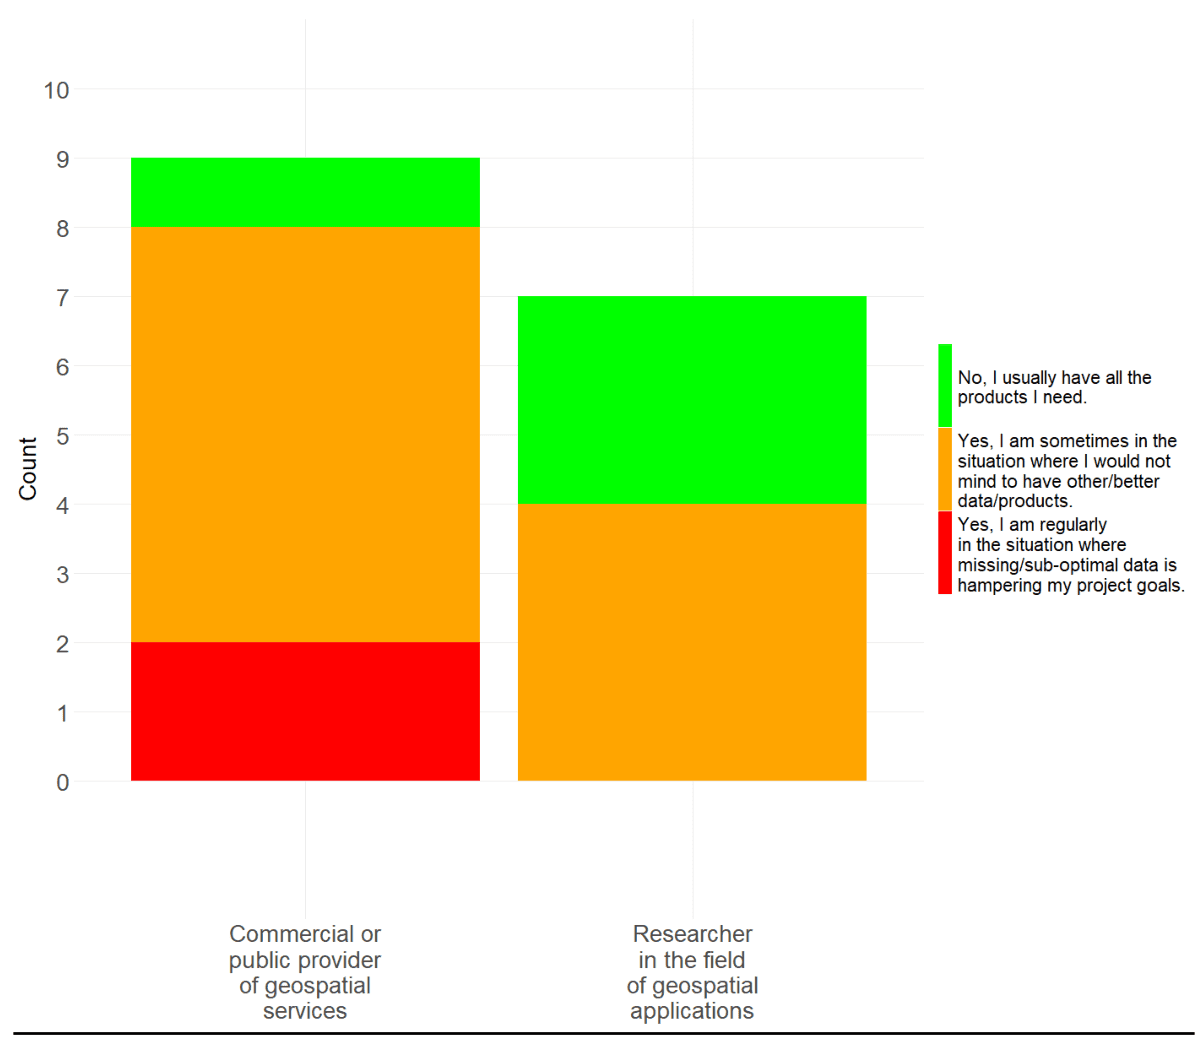 10
9
8
7
6
5
4
3
2
1
0
Count
Commercial or
public provider
of geospatial
services
Researcher
in the field
of geospatial
applications
No, I usually have all the
products I need.
Yes, I am sometimes in the
situation where I would not
mind to have other/better
data/products.
Yes, I am regularly
in the situation where
missing/sub-optimal data is
hampering my project goals.